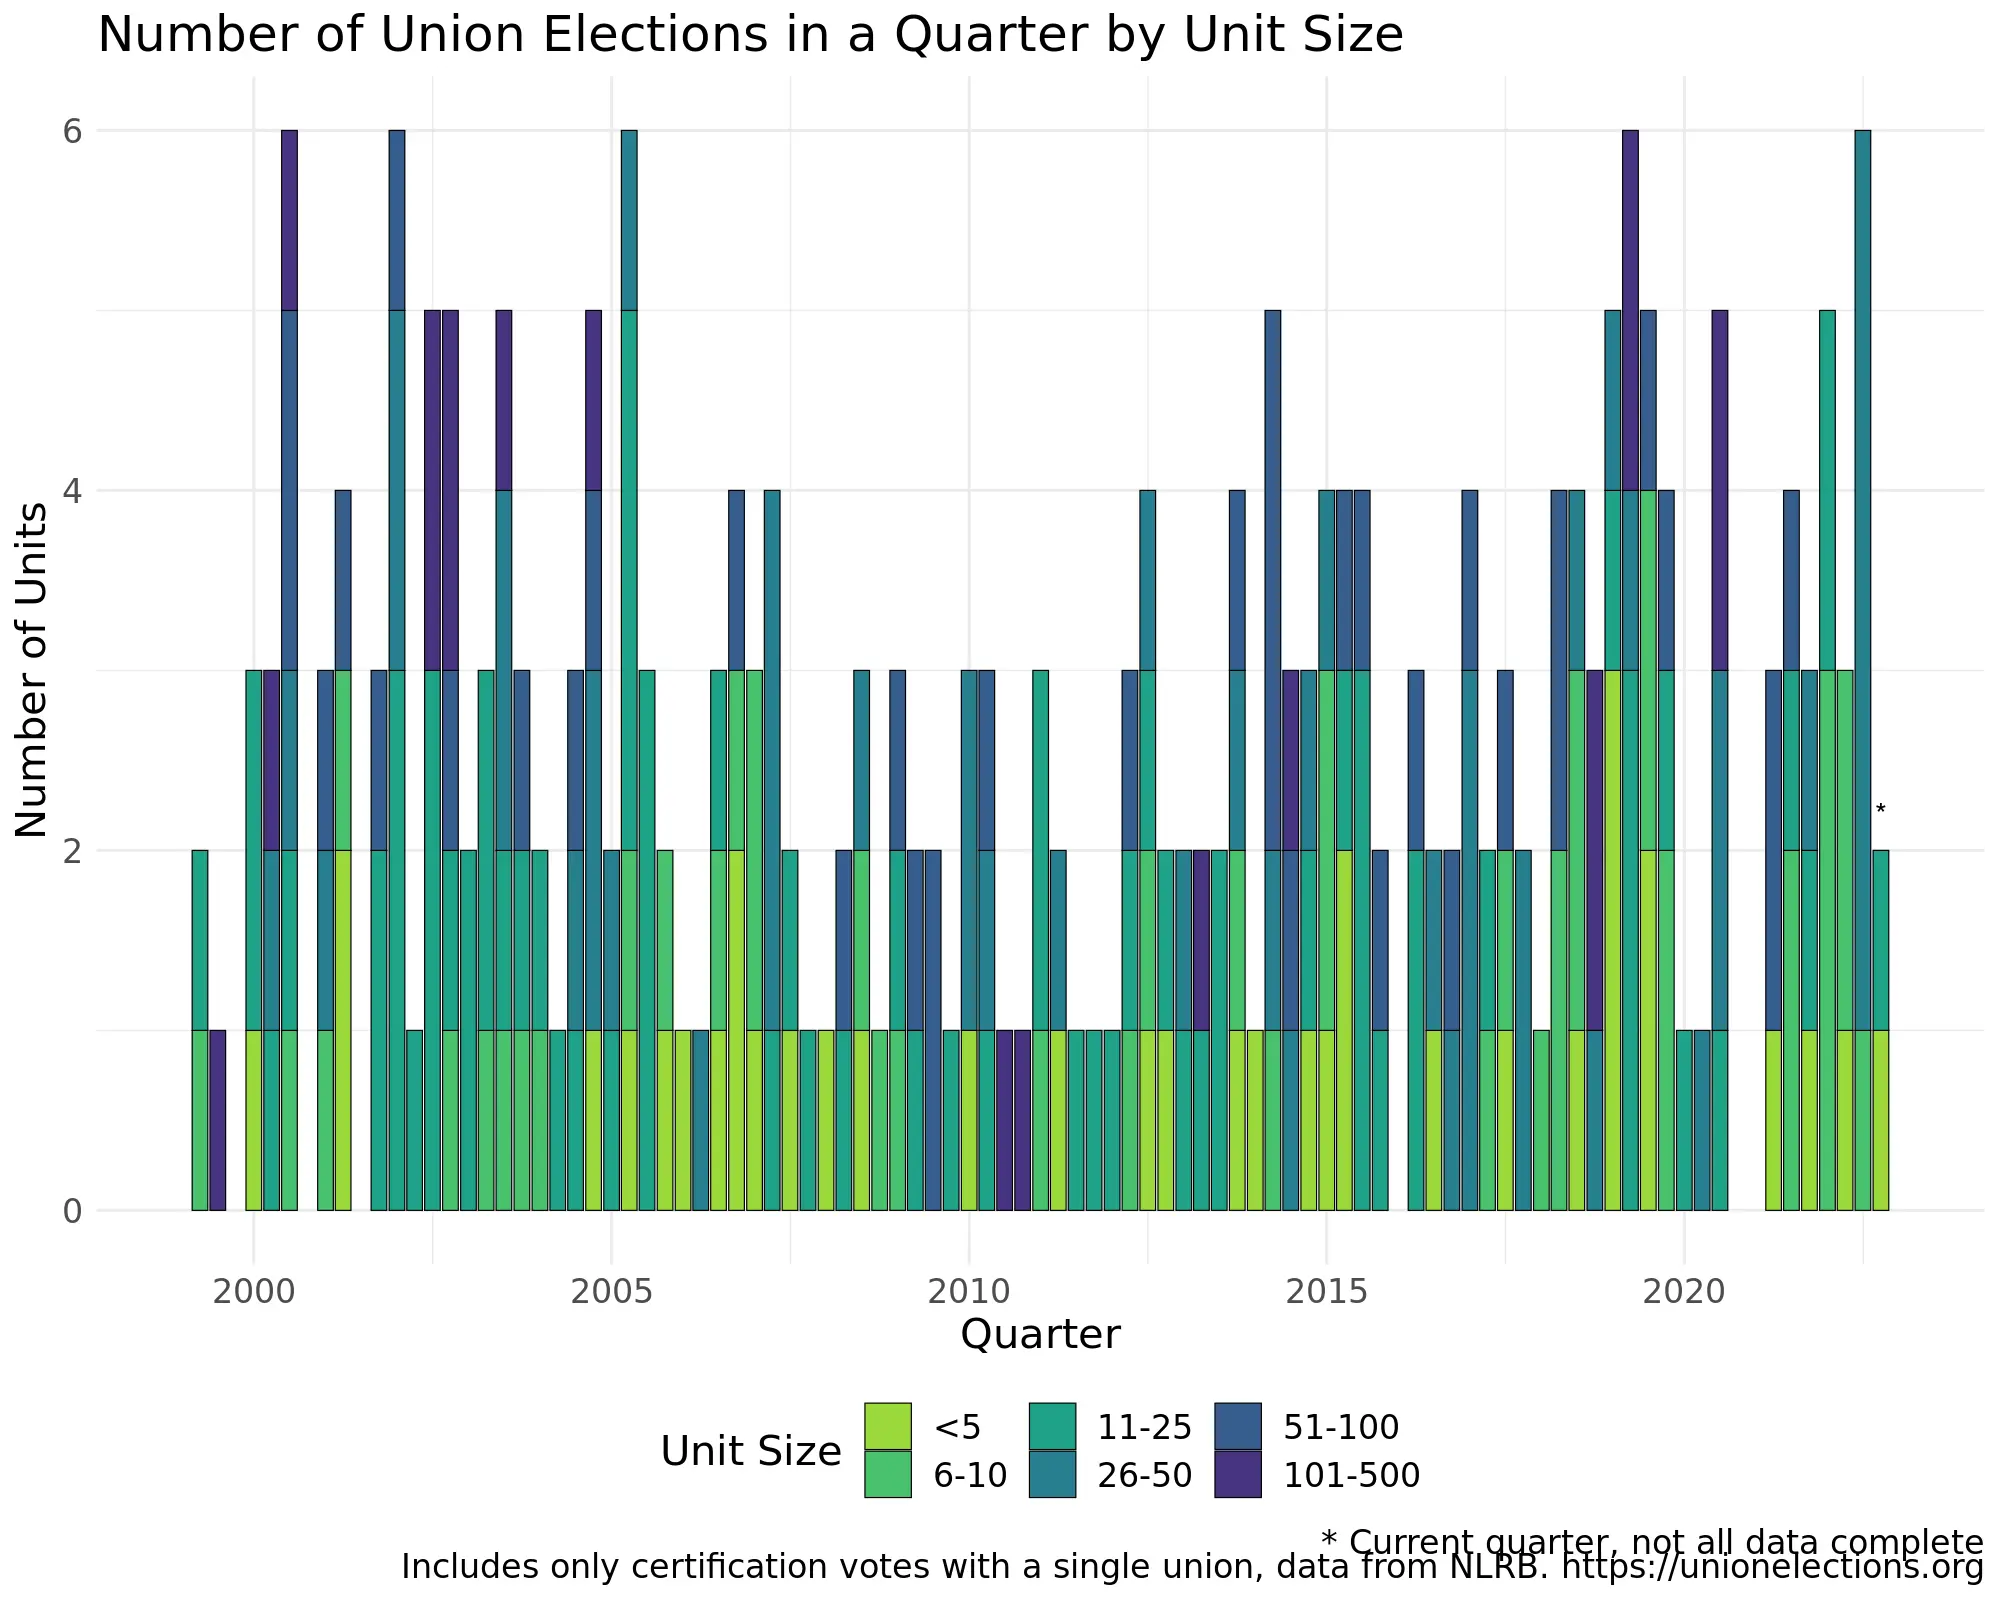 Number of Union Elections in a Quarter by Unit Size
Number of Units
6
4
2
0
*
2000 2005 2010 2015 2020
Quarter
Unit Size
<5 11-25 51-100
6-10 26-50 101-500
* Current quarter, not all data complete
Includes only certification votes with a single union, data from NLRB. https://unionelections.org